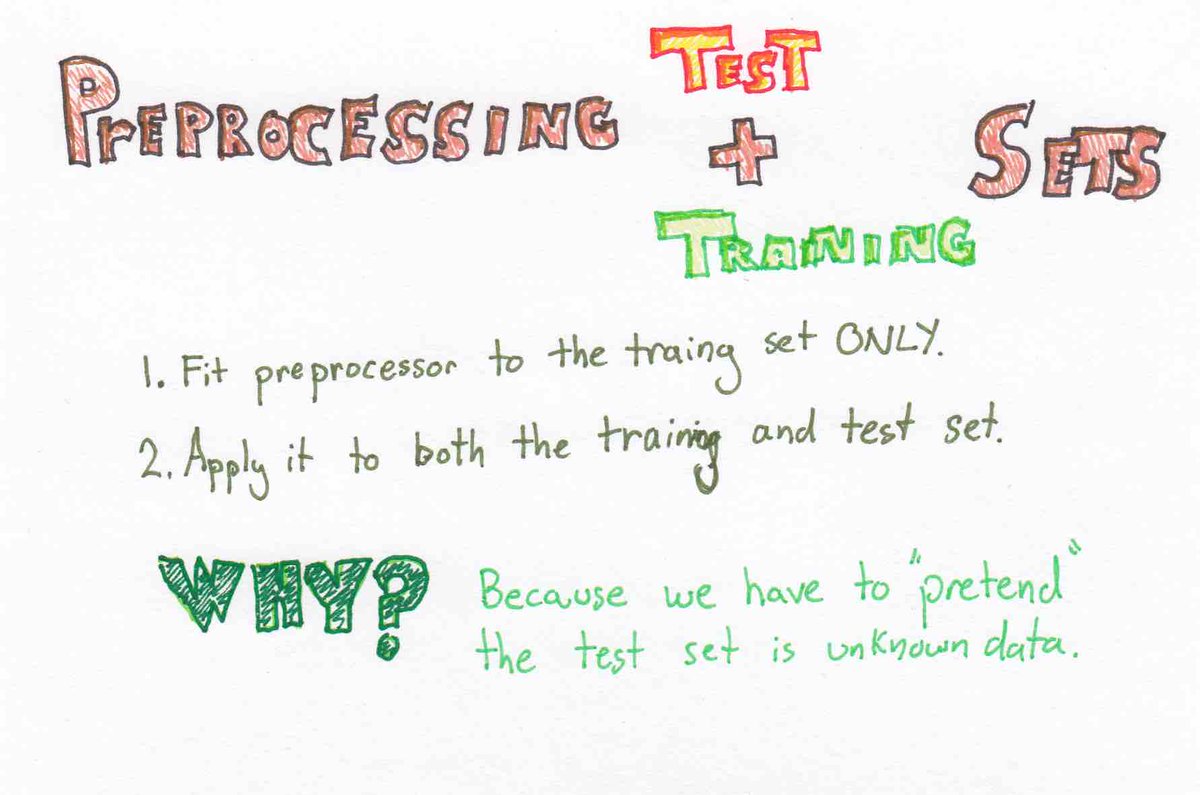 PREPROCESSING TEST + TRAINING SETS
1. Fit preprocessor to the traing set ONLY.
2. Apply it to both the training and test set.
WHY? Because we have to "pretend"
the test set is unknown data.